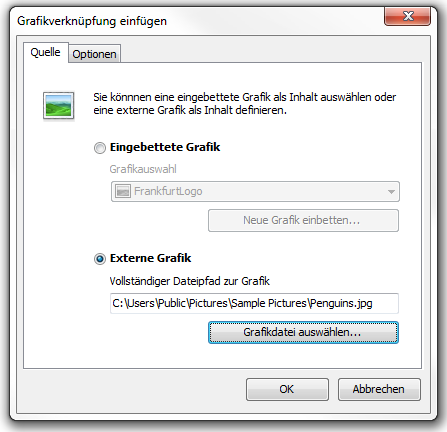 Grafikverknüpfung einfügen
Quelle
Optionen
Sie könnnen eine eingebettete Grafik als Inhalt auswählen oder
eine externe Grafik als Inhalt definieren.
Eingebettete Grafik
Grafikauswahl
FrankfurtLogo
Neue Grafik einbetten...
Externe Grafik
Vollständiger Dateipfad zur Grafik
C:\Users\Public\Pictures\Sample Pictures\Penguins.jpg
Grafikdatei auswählen...
OK
Abbrechen